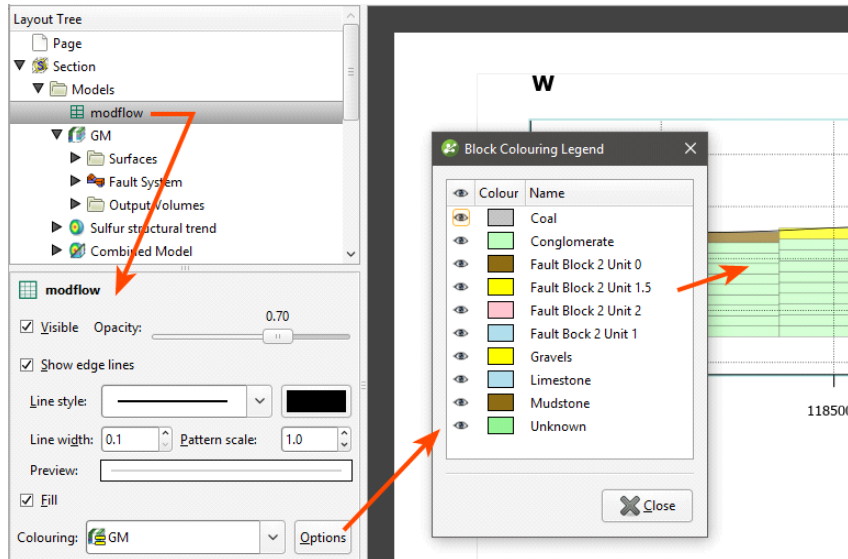 Layout Tree
Page
Section
Models
modflow
GM
Surfaces
Fault System
Output Volumes
Sulfur structural trend
Combined Model
modflow
Visible Opacity: 0.70
Show edge lines
Line style:
Line width: 0.1 Pattern scale: 1.0
Preview:
Fill
Colouring: GM Options
W
Block Colouring Legend
Colour Name
Coal
Conglomerate
Fault Block 2 Unit 0
Fault Block 2 Unit 1.5
Fault Block 2 Unit 2
Fault Bock 2 Unit 1
Gravels
Limestone
Mudstone
Unknown
Close